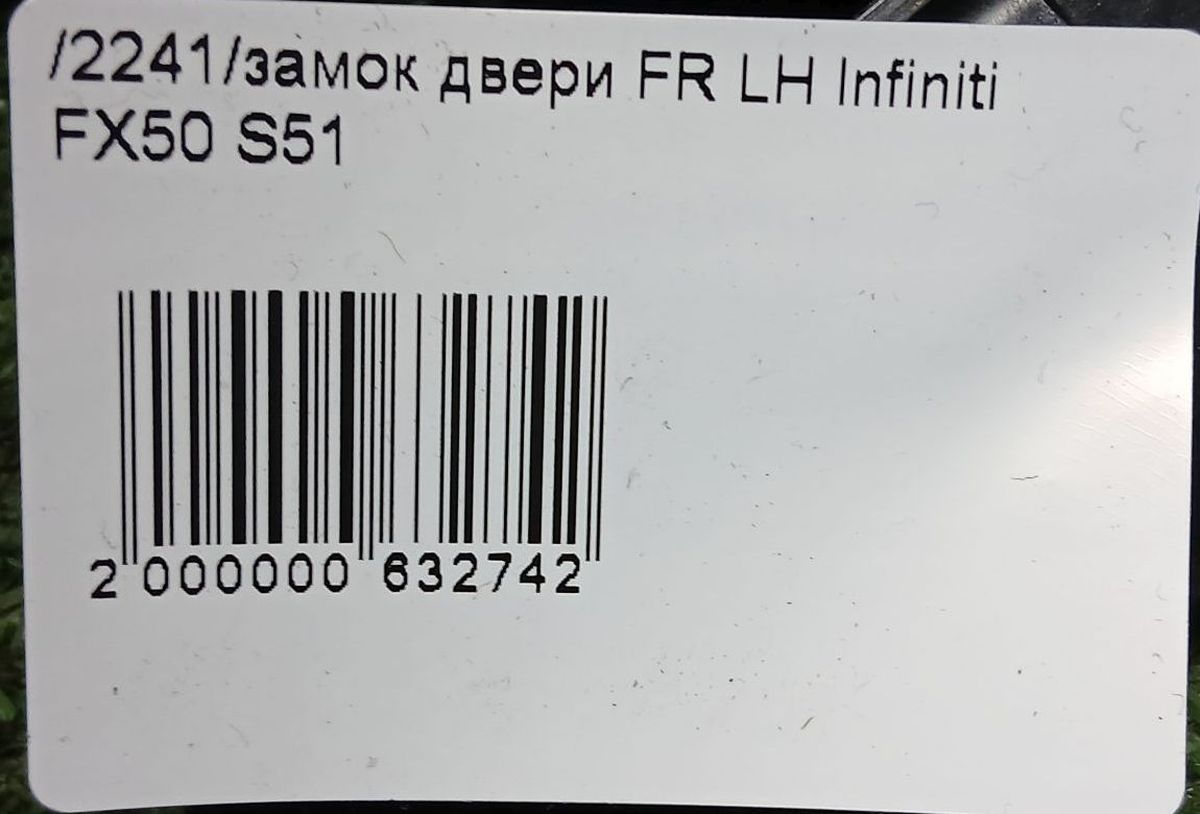 /2241/замок двери FR LH Infiniti
FX50 S51
2 000000 632742